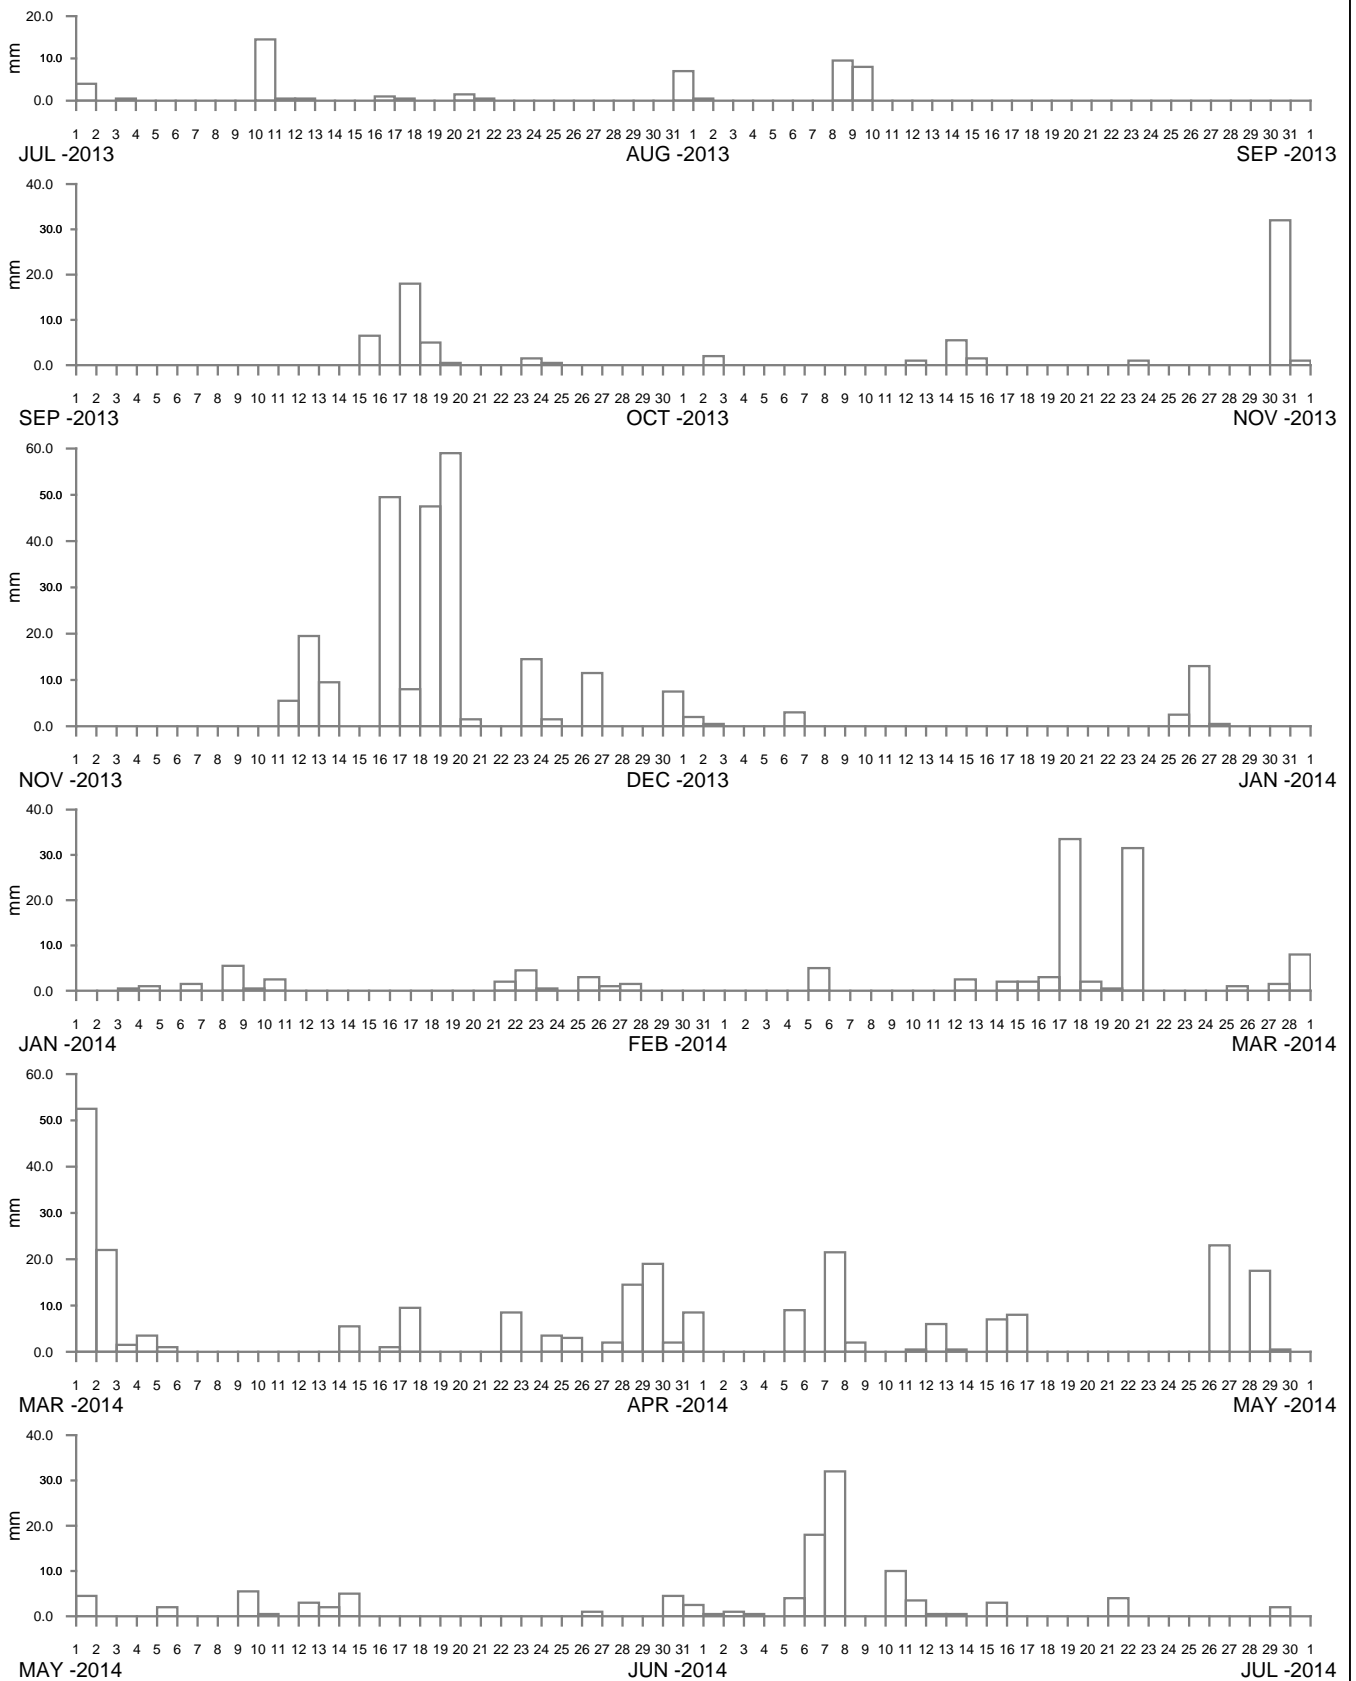 20.0
10.0
0.0
mm
1 2 3 4 5 6 7 8 9 10 11 12 13 14 15 16 17 18 19 20 21 22 23 24 25 26 27 28 29 30 31 1 2 3 4 5 6 7 8 9 10 11 12 13 14 15 16 17 18 19 20 21 22 23 24 25 26 27 28 29 30 31 1
JUL -2013 AUG -2013 SEP -2013
40.0
30.0
20.0
10.0
0.0
mm
1 2 3 4 5 6 7 8 9 10 11 12 13 14 15 16 17 18 19 20 21 22 23 24 25 26 27 28 29 30 1 2 3 4 5 6 7 8 9 10 11 12 13 14 15 16 17 18 19 20 21 22 23 24 25 26 27 28 29 30 31 1
SEP -2013 OCT -2013 NOV -2013
60.0
50.0
40.0
30.0
20.0
10.0
0.0
mm
1 2 3 4 5 6 7 8 9 10 11 12 13 14 15 16 17 18 19 20 21 22 23 24 25 26 27 28 29 30 1 2 3 4 5 6 7 8 9 10 11 12 13 14 15 16 17 18 19 20 21 22 23 24 25 26 27 28 29 30 31 1
NOV -2013 DEC -2013 JAN -2014
40.0
30.0
20.0
10.0
0.0
mm
1 2 3 4 5 6 7 8 9 10 11 12 13 14 15 16 17 18 19 20 21 22 23 24 25 26 27 28 29 30 31 1 2 3 4 5 6 7 8 9 10 11 12 13 14 15 16 17 18 19 20 21 22 23 24 25 26 27 28 1
JAN -2014 FEB -2014 MAR -2014
60.0
50.0
40.0
30.0
20.0
10.0
0.0
mm
1 2 3 4 5 6 7 8 9 10 11 12 13 14 15 16 17 18 19 20 21 22 23 24 25 26 27 28 29 30 31 1 2 3 4 5 6 7 8 9 10 11 12 13 14 15 16 17 18 19 20 21 22 23 24 25 26 27 28 29 30 1
MAR -2014 APR -2014 MAY -2014
40.0
30.0
20.0
10.0
0.0
mm
1 2 3 4 5 6 7 8 9 10 11 12 13 14 15 16 17 18 19 20 21 22 23 24 25 26 27 28 29 30 31 1 2 3 4 5 6 7 8 9 10 11 12 13 14 15 16 17 18 19 20 21 22 23 24 25 26 27 28 29 30 1
MAY -2014 JUN -2014 JUL -2014